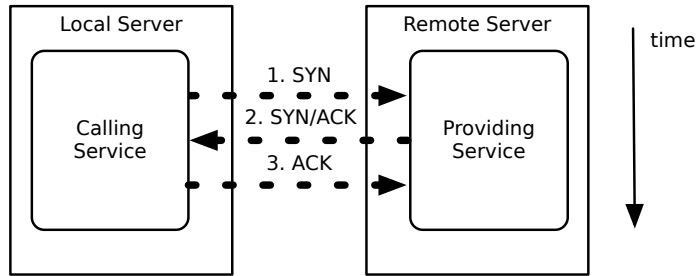 Local Server
Remote Server
time
1. SYN
2. SYN/ACK
3. ACK
Calling
Service
Providing
Service